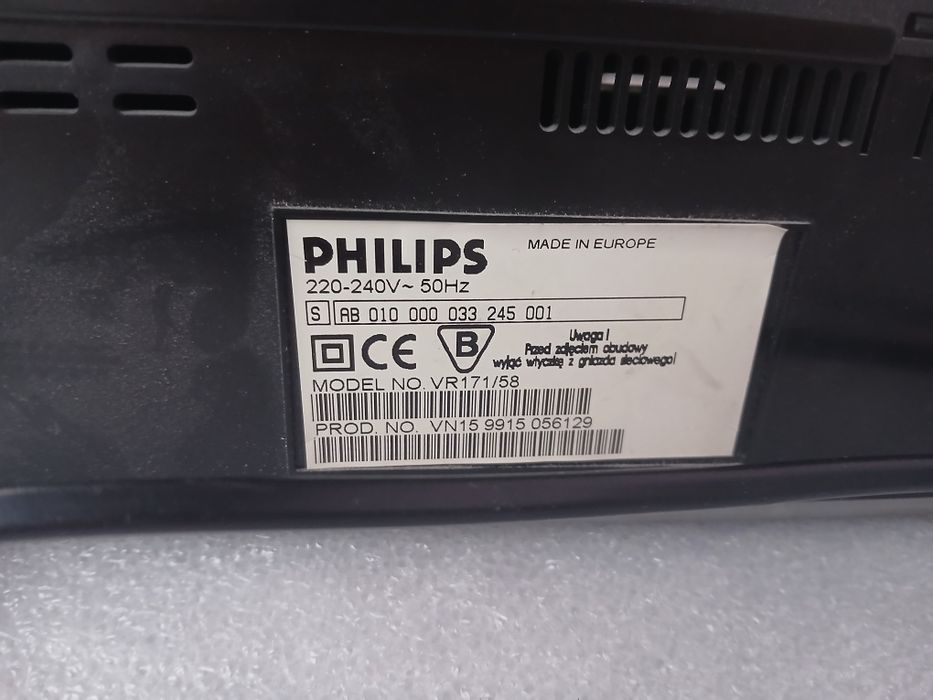 PHILIPS
MADE IN EUROPE
220-240V~ 50Hz
S AB 010 000 033 245 001
CE B
Uwaga!
Przed zdjęciem obudowy
wyjąć wtyczkę z gniazda sieciowego!
MODEL NO. VR171/58
PROD. NO. VN15 9915 056129